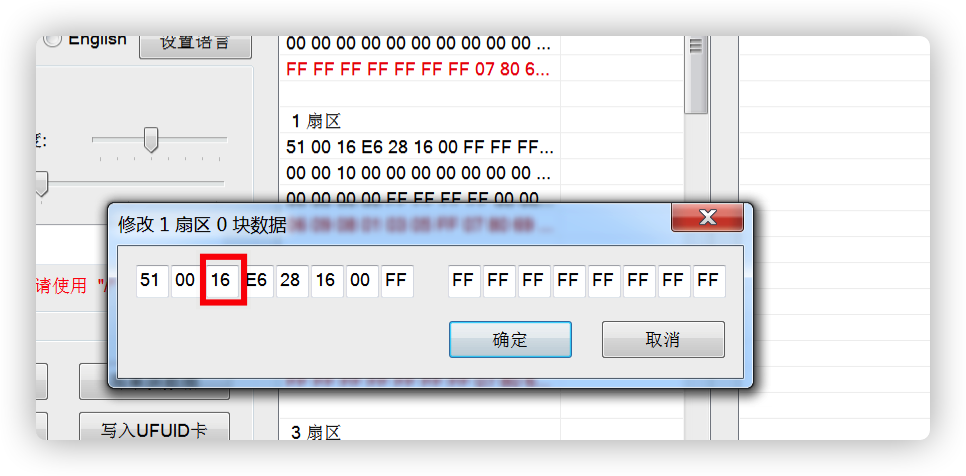 English
设置语言
00 00 00 00 00 00 00 00 00 00 ...
FF FF FF FF FF FF FF 07 80 6...
1 扇区
51 00 16 E6 28 16 00 FF FF FF...
00 00 10 00 00 00 00 00 00 00 ...
00 00 00 00 FF FF FF FF 00 00
修改 1 扇区 0 块数据
51 00 16 E6 28 16 00 FF FF FF FF FF FF FF FF FF
请使用 "/"
确定
取消
写入UFUID卡
3 扇区